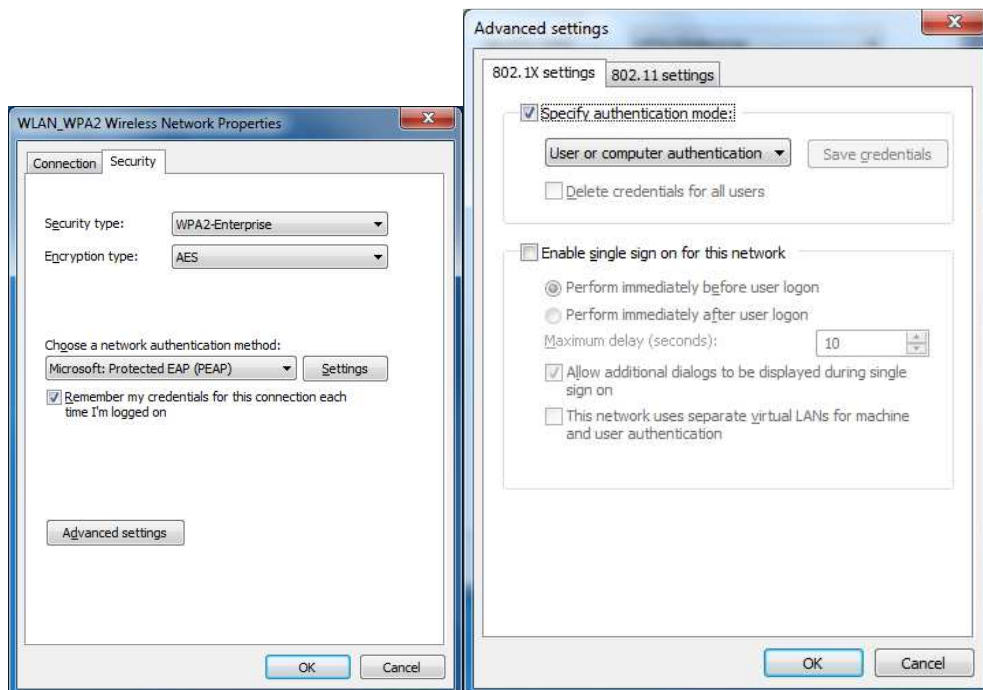 WLAN_WPA2 Wireless Network Properties
Connection
Security
Security type:
WPA2-Enterprise
Encryption type:
AES
Choose a network authentication method:
Microsoft: Protected EAP (PEAP)
Settings
Remember my credentials for this connection each
time I'm logged on
Advanced settings
OK
Cancel
Advanced settings
802.1X settings
802.11 settings
Specify authentication mode:
User or computer authentication
Save credentials
Delete credentials for all users
Enable single sign on for this network
Perform immediately before user logon
Perform immediately after user logon
Maximum delay (seconds):
10
Allow additional dialogs to be displayed during single
sign on
This network uses separate virtual LANs for machine
and user authentication
OK
Cancel